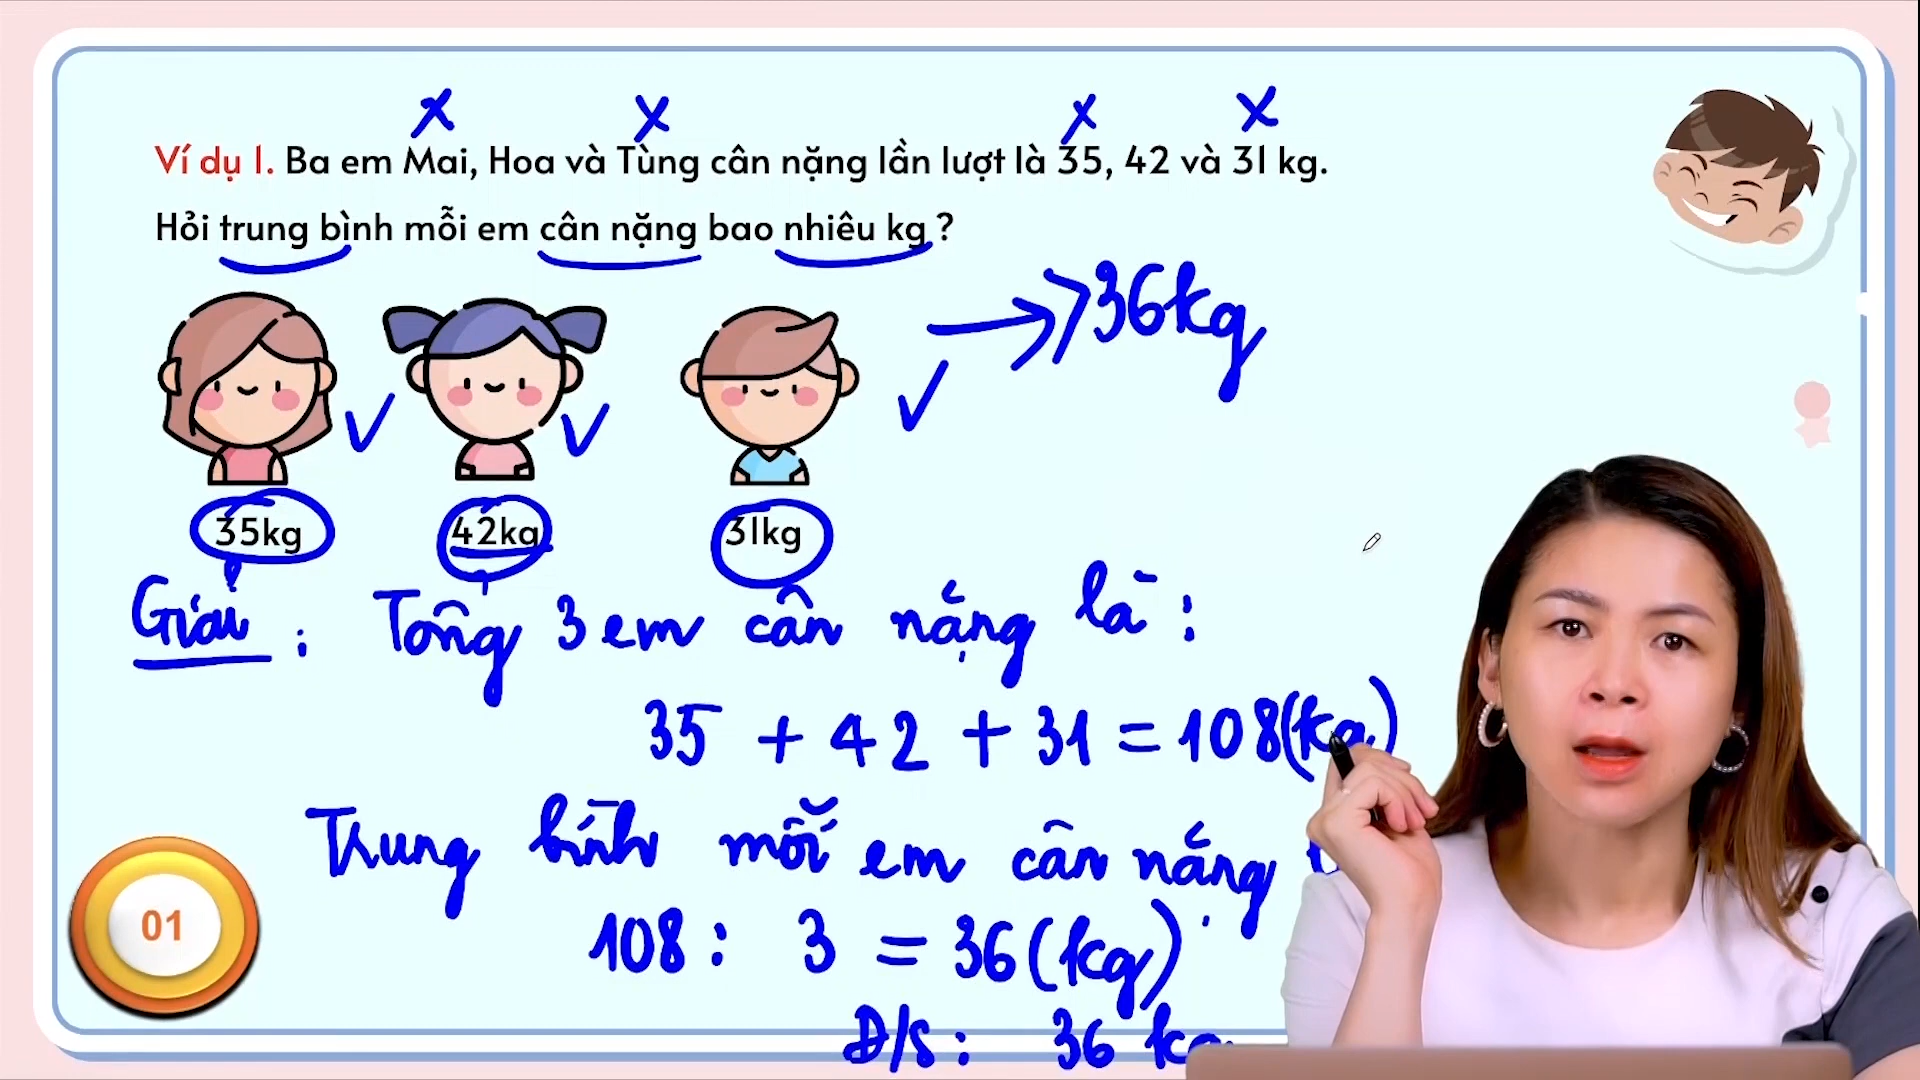 x x x x
Ví dụ 1. Ba em Mai, Hoa và Tùng cân nặng lần lượt là 35, 42 và 31 kg.
Hỏi trung bình mỗi em cân nặng bao nhiêu kg ?
36kg
35kg 42kg 31kg
Giải : Tổng 3 em cân nặng là :
35 + 42 + 31 = 108(kg)
Trung bình mỗi em cân nặng
108 : 3 = 36(kg)
01
Đ/S : 36 kg